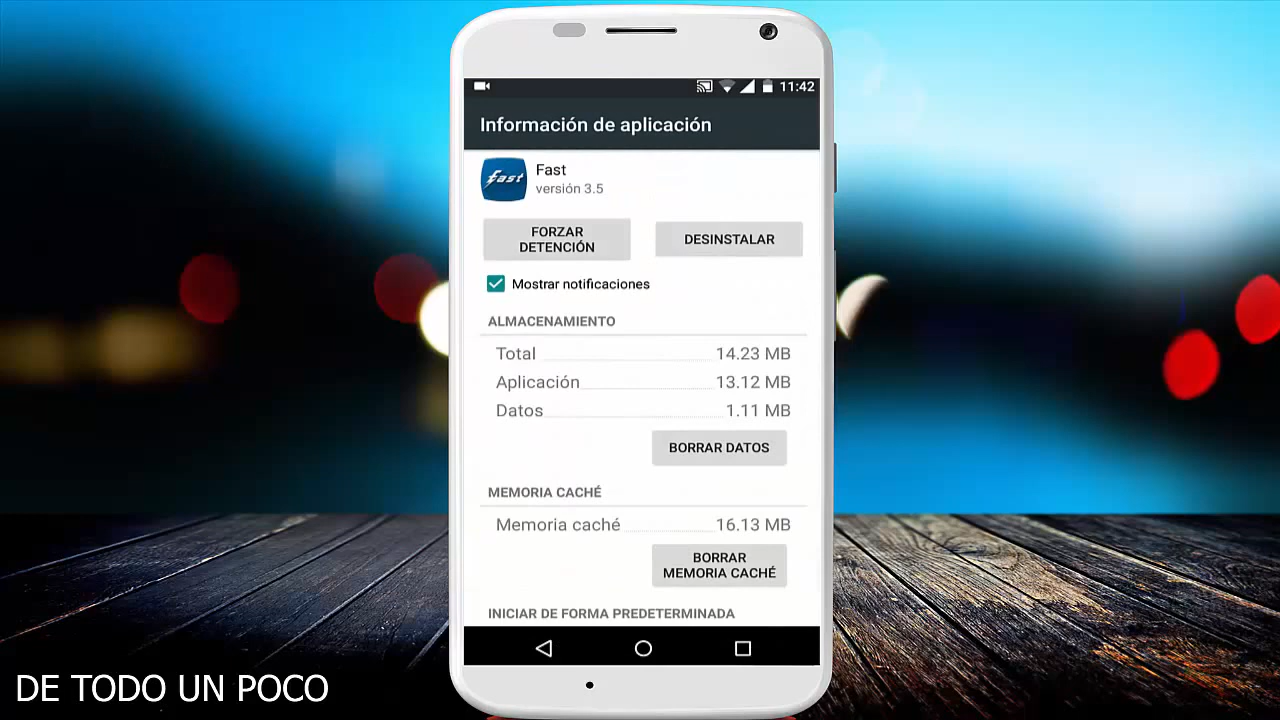 11:42
Información de aplicación
Fast
Fast
versión 3.5
FORZAR
DETENCIÓN
DESINSTALAR
Mostrar notificaciones
ALMACENAMIENTO
Total 14.23 MB
Aplicación 13.12 MB
Datos 1.11 MB
BORRAR DATOS
MEMORIA CACHÉ
Memoria caché 16.13 MB
BORRAR
MEMORIA CACHÉ
INICIAR DE FORMA PREDETERMINADA
DE TODO UN POCO